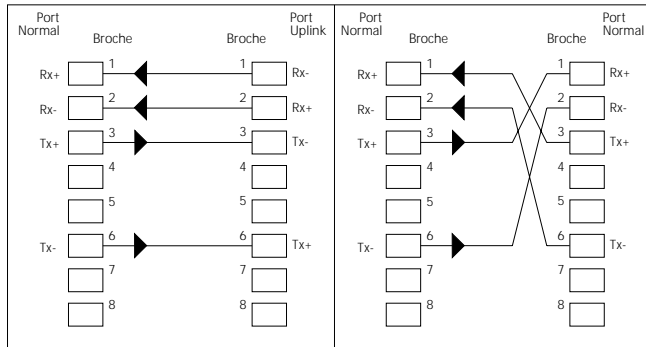 Port
Normal
Broche
Broche
Port
Uplink
Rx+ 1 1 Rx-
Rx- 2 2 Rx+
Tx+ 3 3 Tx-
4 4
5 5
Tx- 6 6 Tx+
7 7
8 8
Port
Normal
Broche
Broche
Port
Normal
Rx+ 1 1 Rx+
Rx- 2 2 Rx-
Tx+ 3 3 Tx+
4 4
5 5
Tx- 6 6 Tx-
7 7
8 8